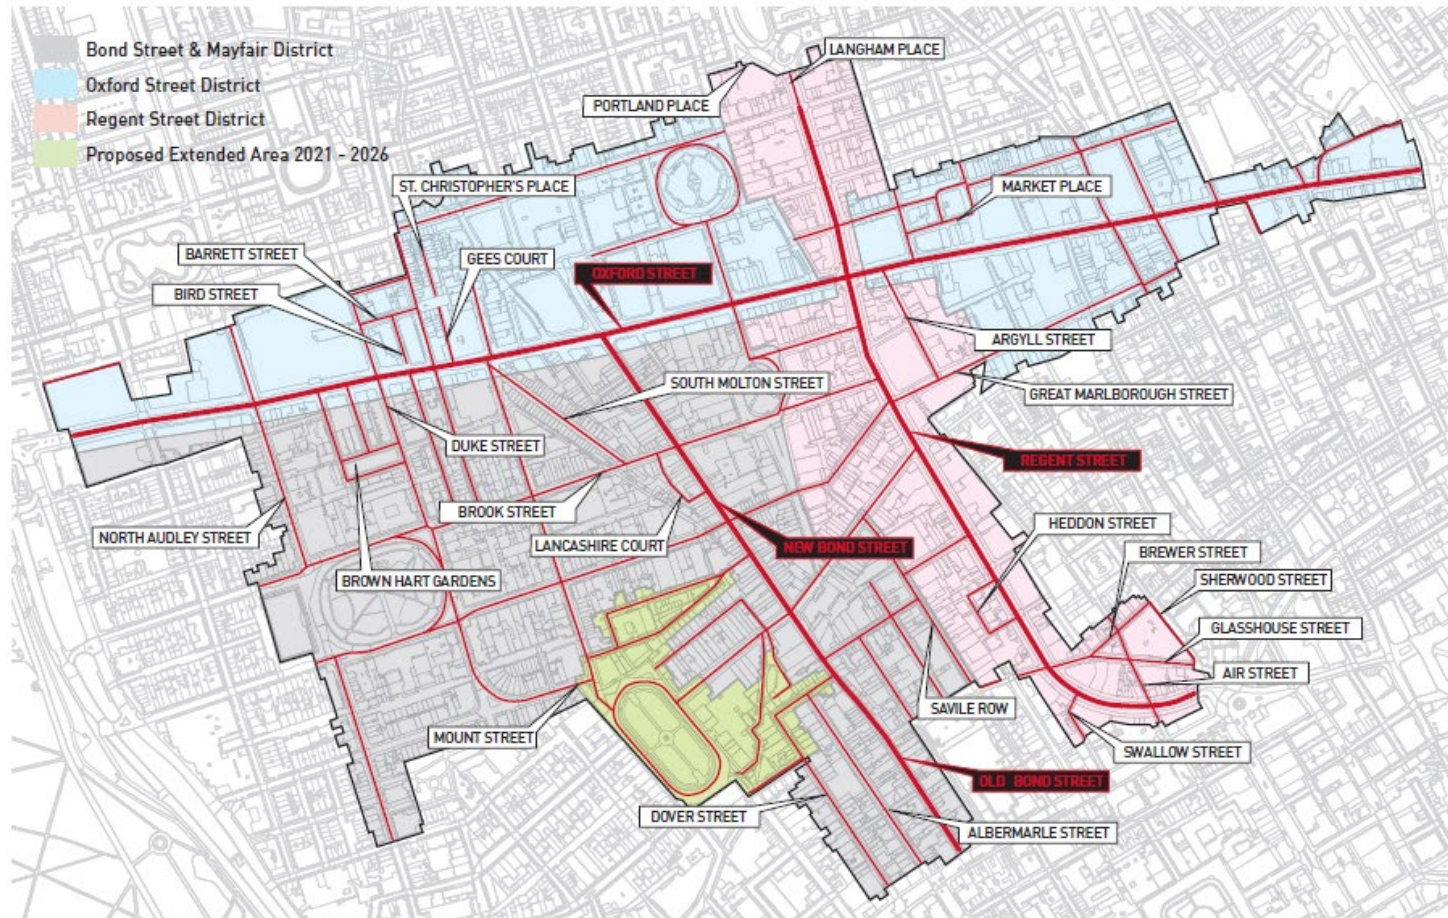 Bond Street & Mayfair District
Oxford Street District
Regent Street District
Proposed Extended Area 2021 - 2026
LANGHAM PLACE
PORTLAND PLACE
ST. CHRISTOPHER'S PLACE
MARKET PLACE
BARRETT STREET
GEES COURT
OXFORD STREET
BIRD STREET
ARGYLL STREET
SOUTH MOLTON STREET
GREAT MARLBOROUGH STREET
DUKE STREET
REGENT STREET
BROOK STREET
HEDDON STREET
NORTH AUDLEY STREET
LANCASHIRE COURT
NEW BOND STREET
BREWER STREET
BROWN HART GARDENS
SHERWOOD STREET
GLASSHOUSE STREET
AIR STREET
SAVILE ROW
MOUNT STREET
SWALLOW STREET
OLD BOND STREET
DOVER STREET
ALBERMARLE STREET